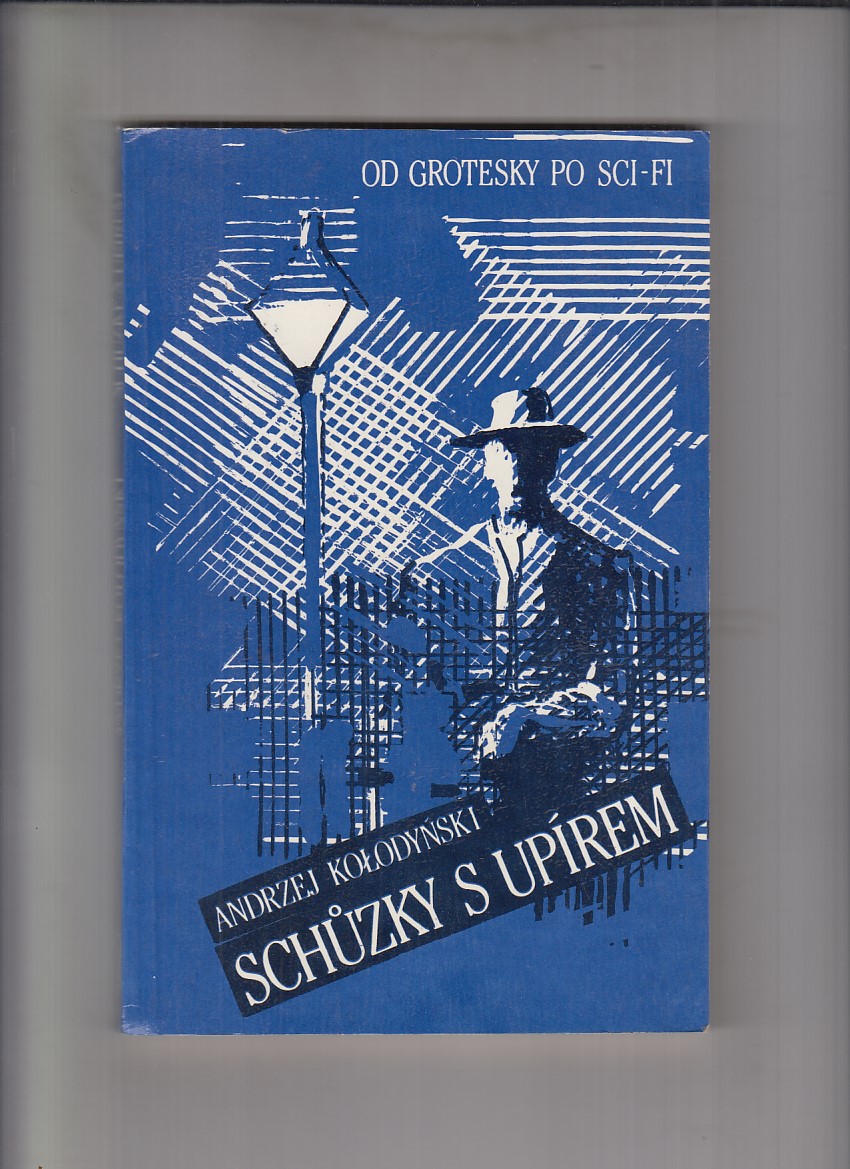 OD GROTESKY PO SCI-FI
ANDRZEJ KOŁODYŃSKI
SCHŮZKY S UPÍREM